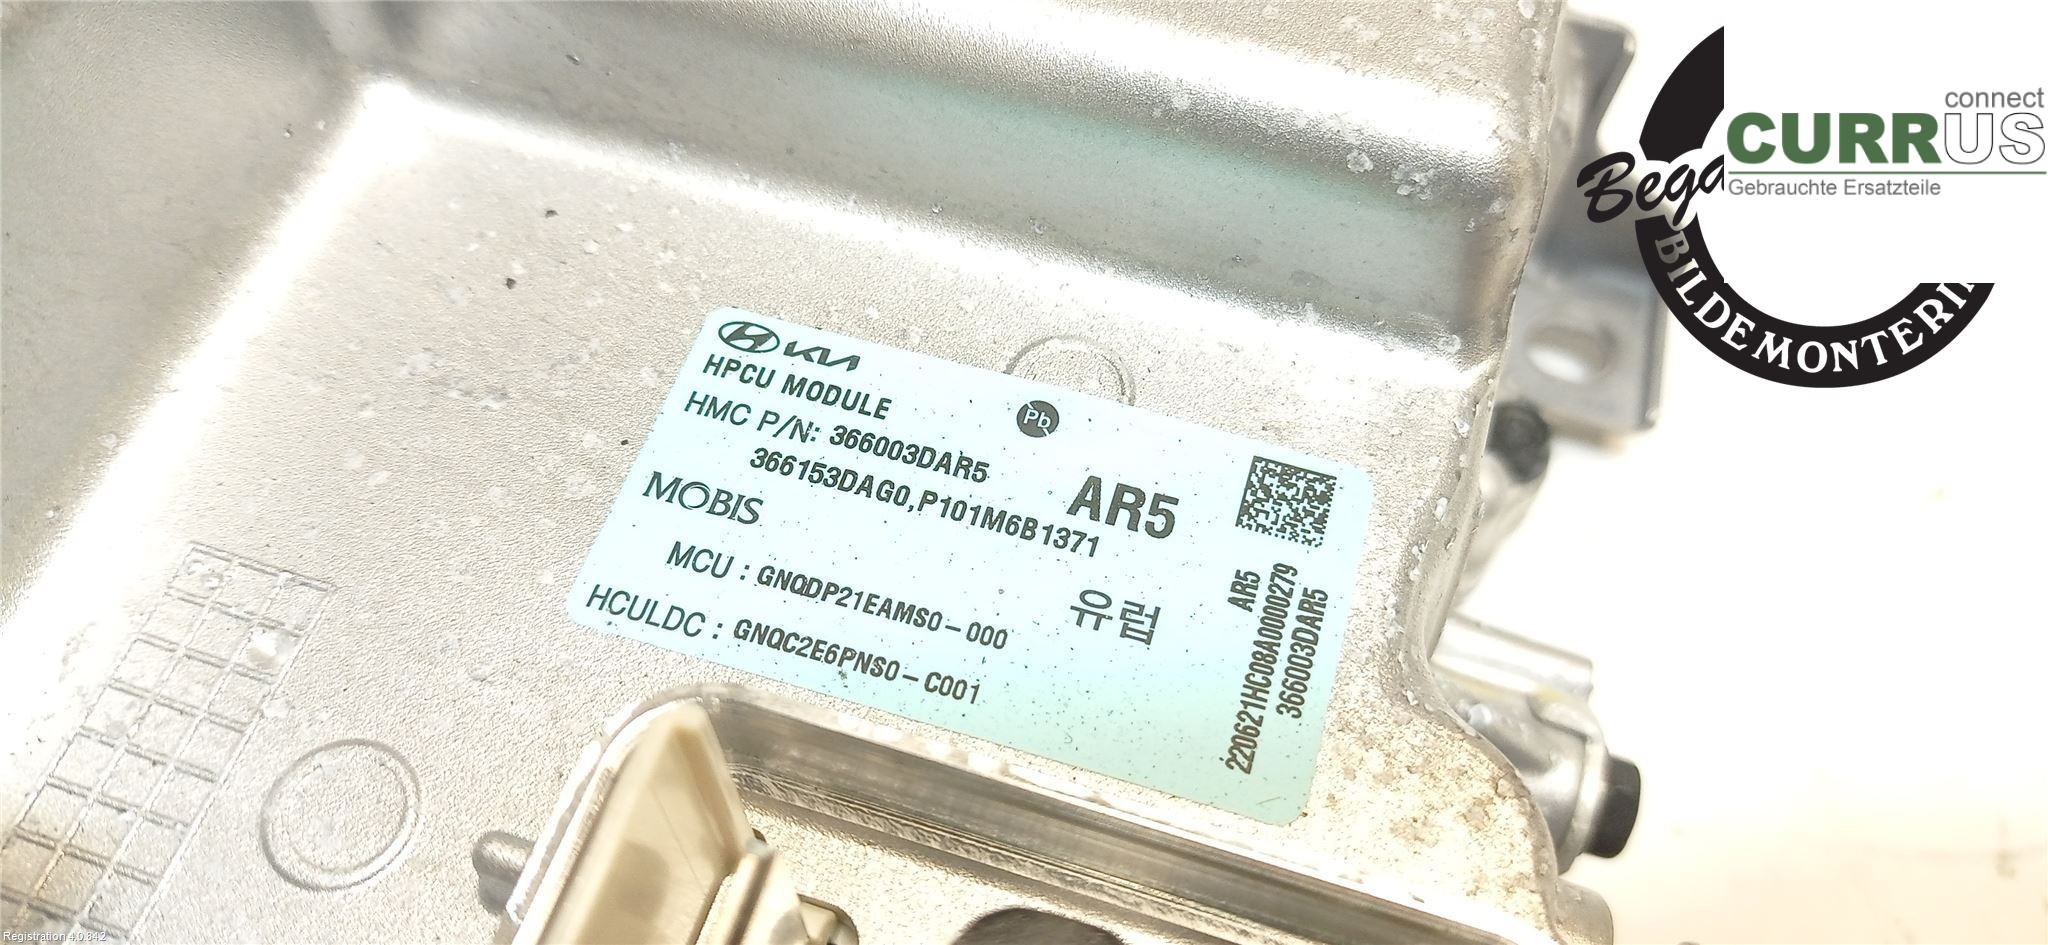 KIA
HPCU MODULE
HMC P/N: 366003DAR5
366153DAG0,P101M6B1371
Pb
AR5
MOBIS
MCU : GNQDP21EAMS0-000
HCULDC : GNQC2E6PNS0-C001
유럽
AR5
220621HC08A0000279
366003DAR5
connect
CURRUS
Gebrauchte Ersatzteile
Registration 4.0.842